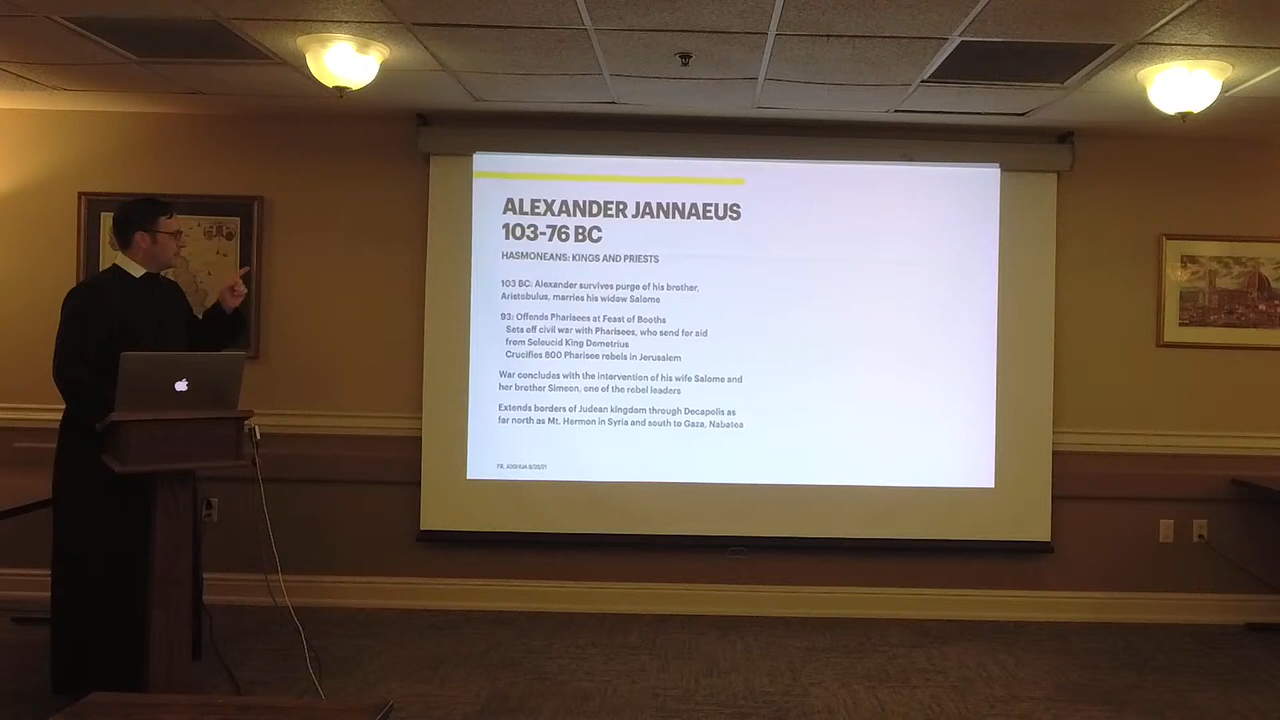 ALEXANDER JANNAEUS
103-76 BC
HASMONEANS: KINGS AND PRIESTS
103 BC: Alexander survives purge of his brother,
Aristobulus, marries his widow Salome
93: Offends Pharisees at Feast of Booths
Sets off civil war with Pharisees, who send for aid
from Seleucid King Demetrius
Crucifies 800 Pharisee rebels in Jerusalem
War concludes with the intervention of his wife Salome and
her brother Simeon, one of the rebel leaders
Extends borders of Judean kingdom through Decapolis as
far north as Mt. Hermon in Syria and south to Gaza, Nabatea
FR. JOSHUA